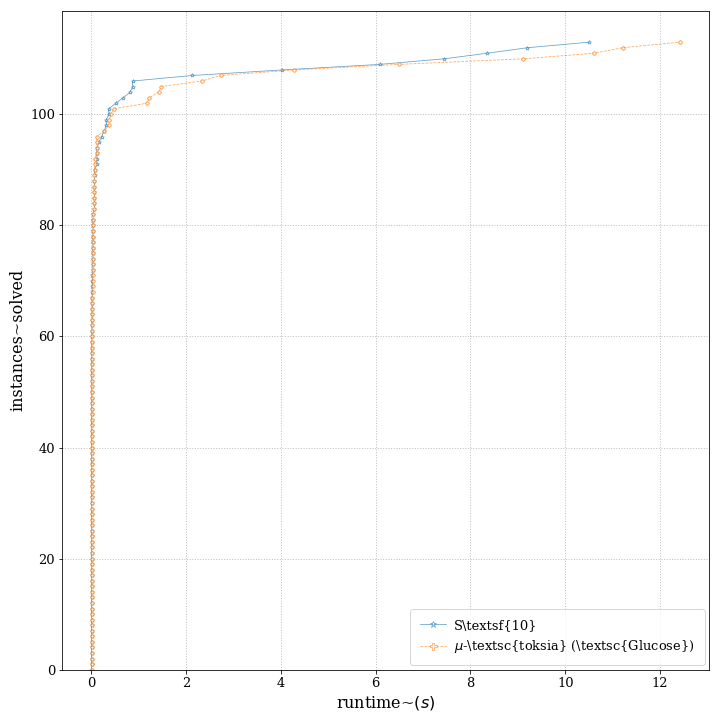 100
80
60
40
20
0
instances~solved
0 2 4 6 8 10 12
runtime~(s)
S\textsf{10}
μ-\textsc{toksia} (\textsc{Glucose})